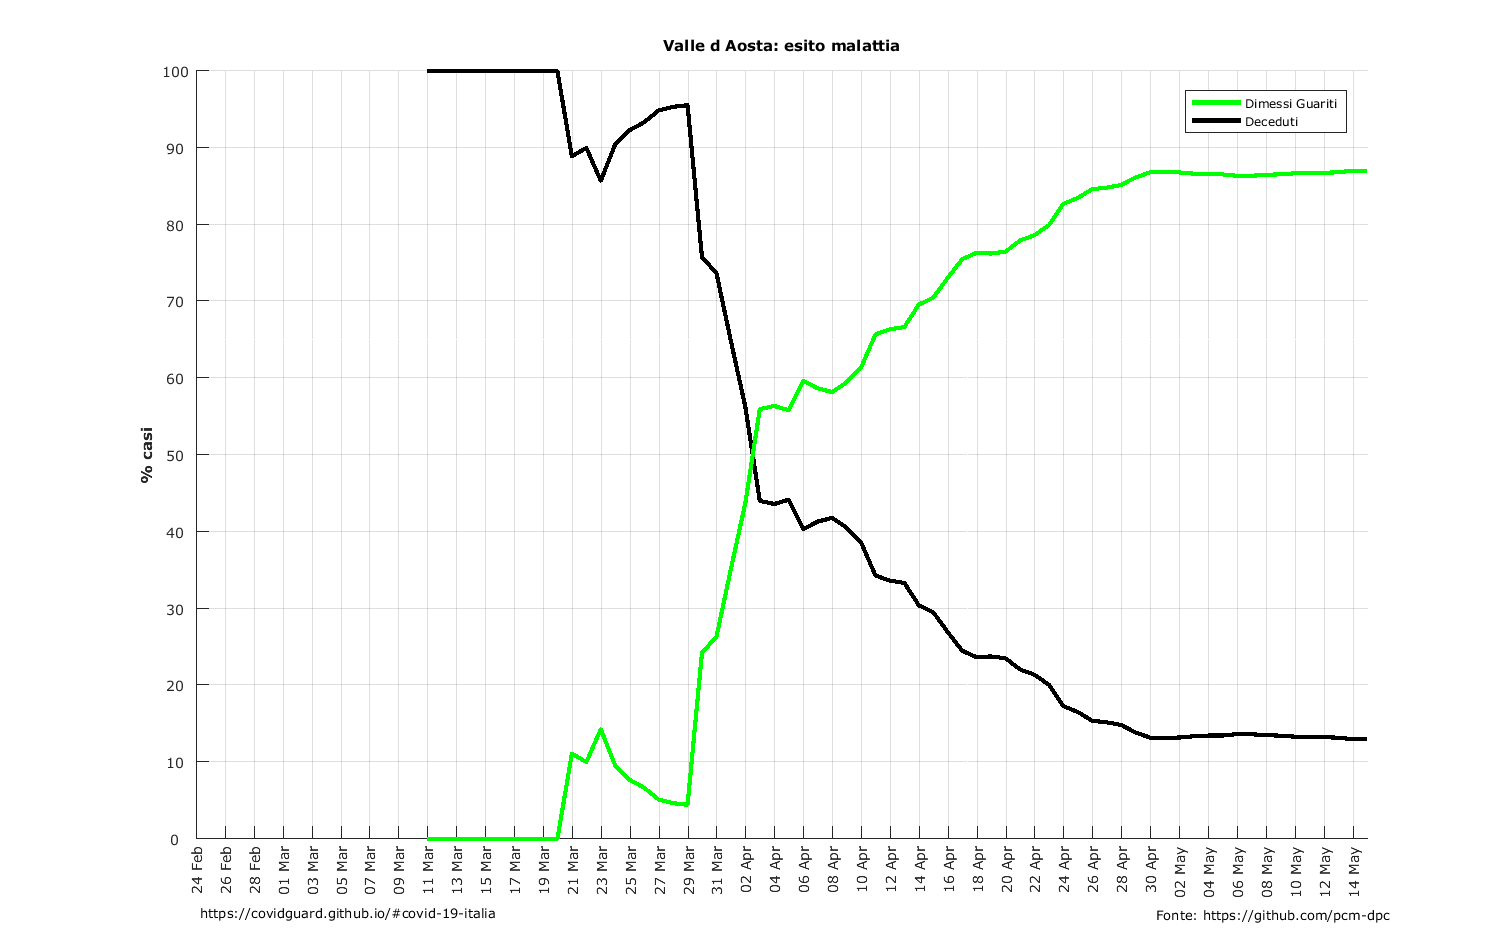 Valle d Aosta: esito malattia
Dimessi Guariti
Deceduti
% casi
100
90
80
70
60
50
40
30
20
10
0
24 Feb
26 Feb
28 Feb
01 Mar
03 Mar
05 Mar
07 Mar
09 Mar
11 Mar
13 Mar
15 Mar
17 Mar
19 Mar
21 Mar
23 Mar
25 Mar
27 Mar
29 Mar
31 Mar
02 Apr
04 Apr
06 Apr
08 Apr
10 Apr
12 Apr
14 Apr
16 Apr
18 Apr
20 Apr
22 Apr
24 Apr
26 Apr
28 Apr
30 Apr
02 May
04 May
06 May
08 May
10 May
12 May
14 May
https://covidguard.github.io/#covid-19-italia
Fonte: https://github.com/pcm-dpc